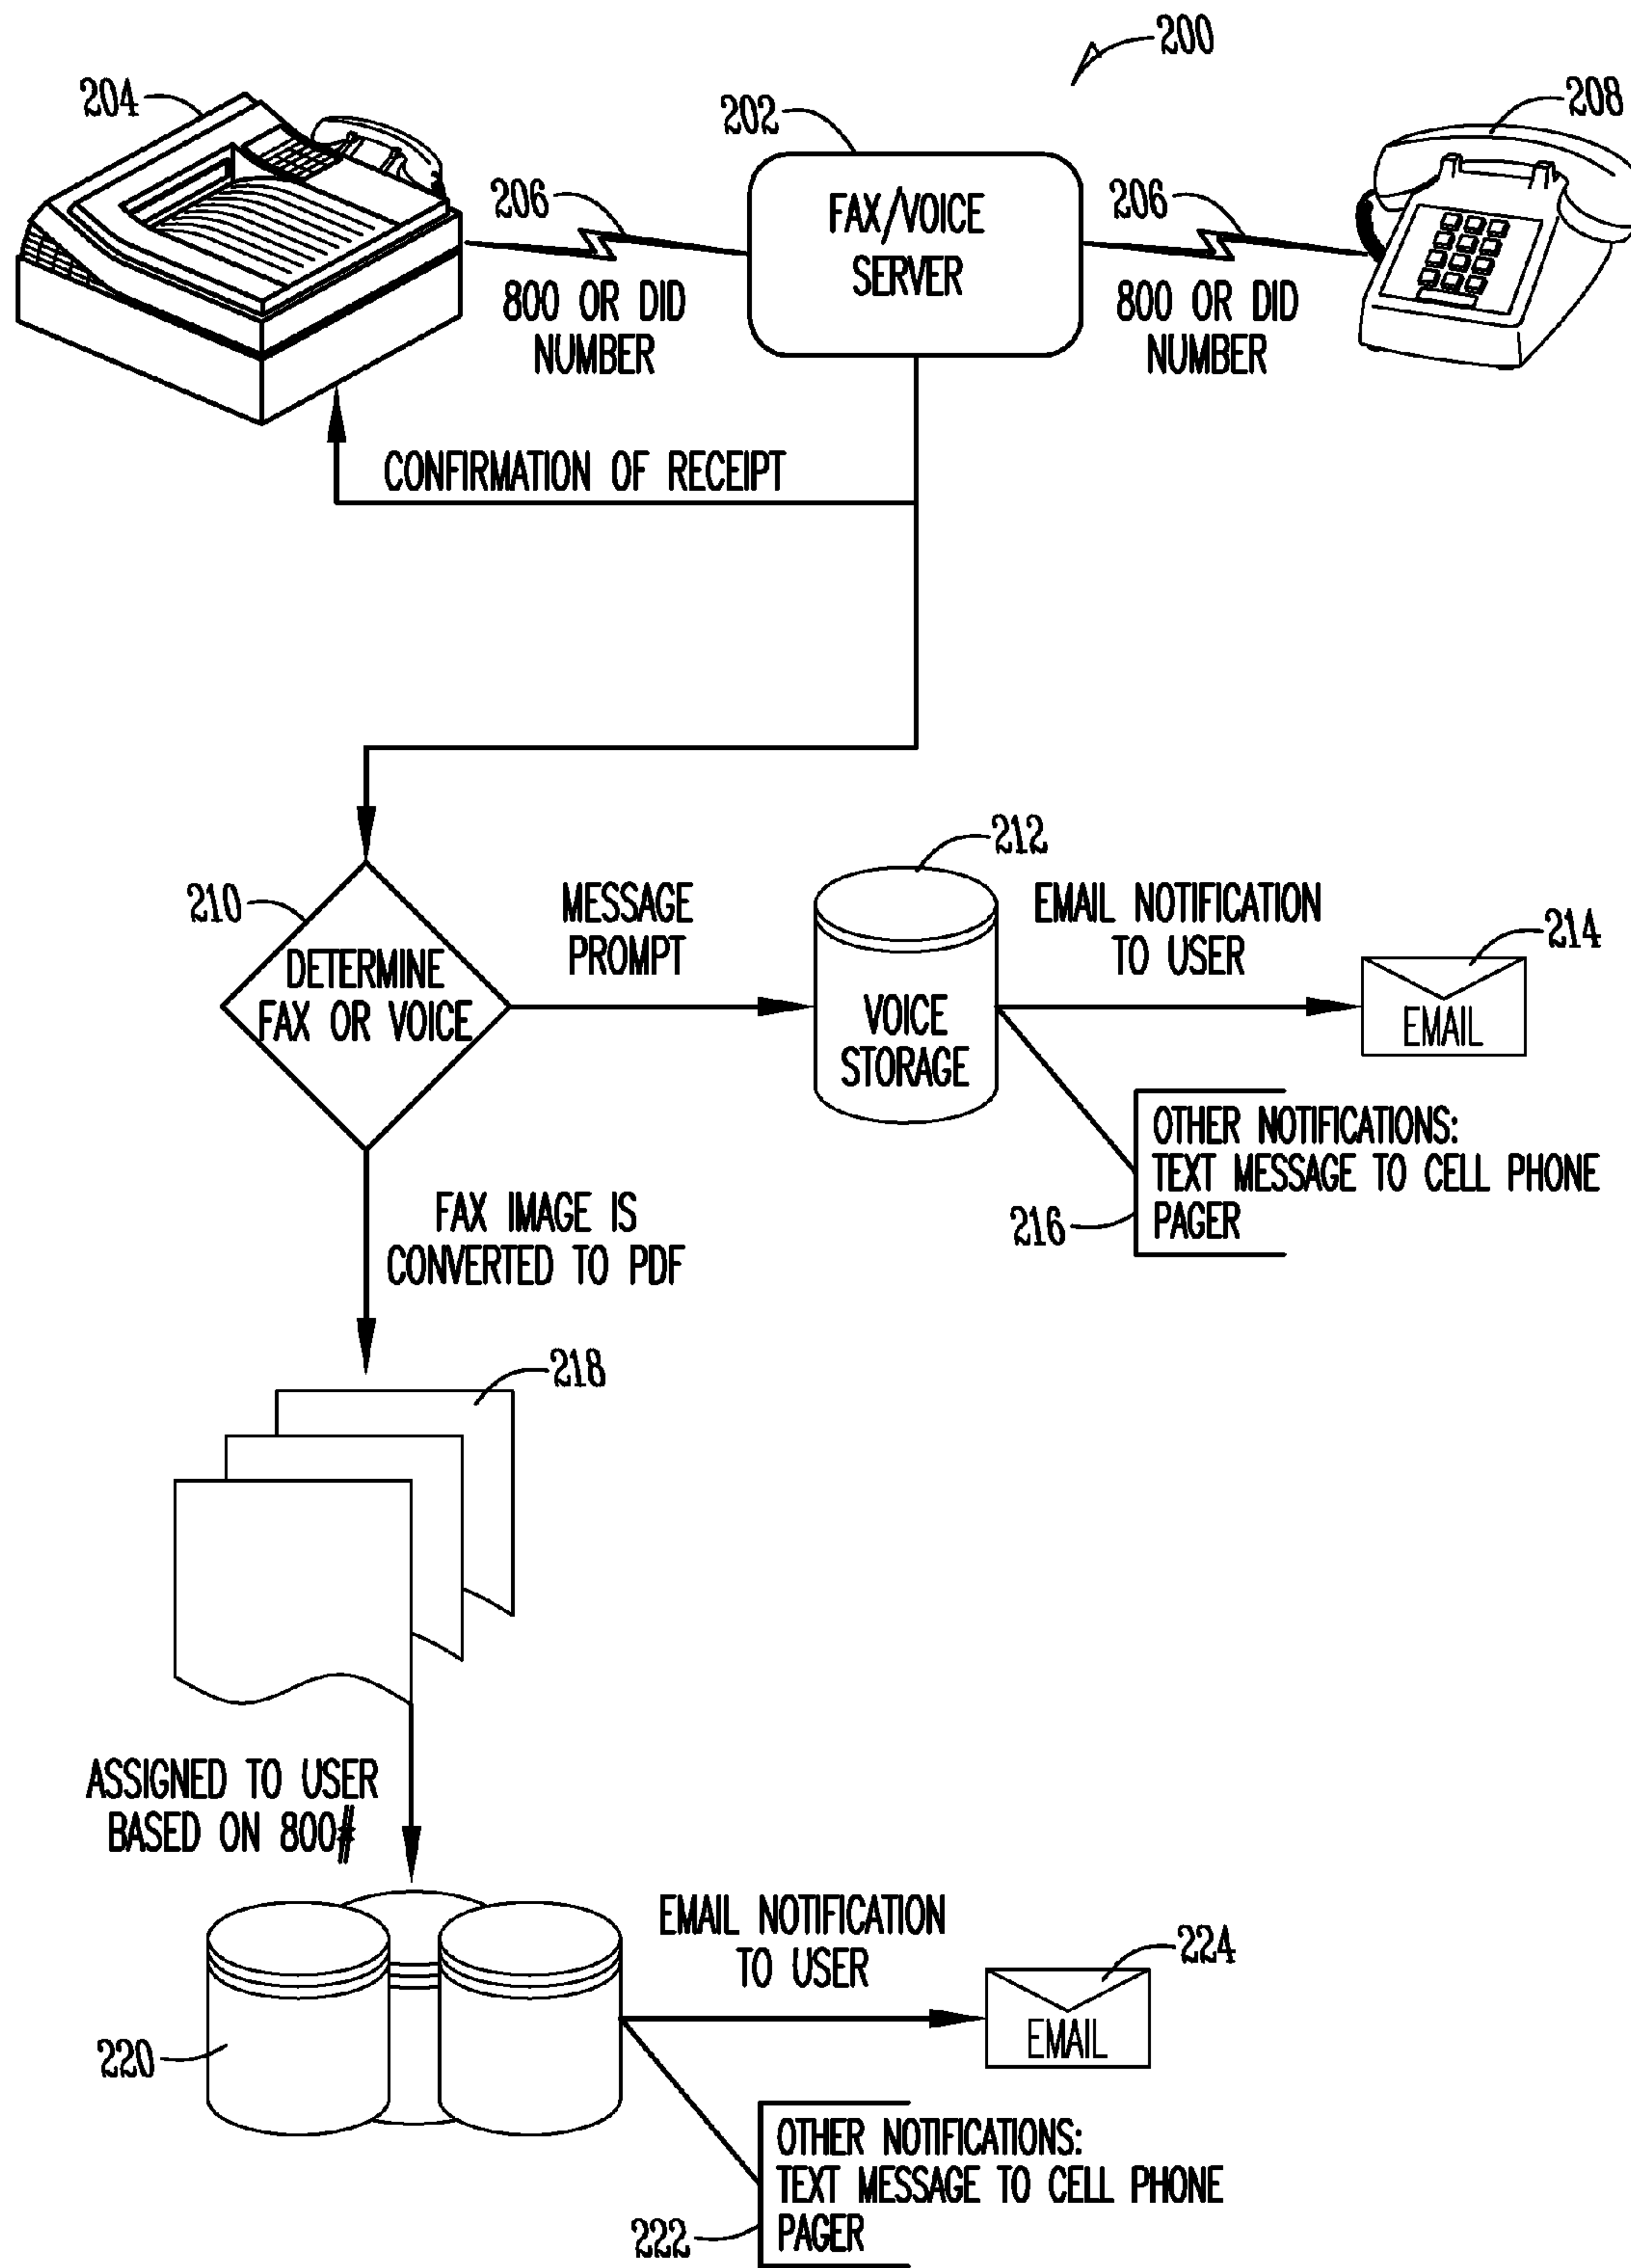 200
204
202
208
206
FAX/VOICE
SERVER
206
800 OR DID
NUMBER
800 OR DID
NUMBER
CONFIRMATION OF RECEIPT
212
210
MESSAGE
PROMPT
EMAIL NOTIFICATION
TO USER
214
DETERMINE
FAX OR VOICE
VOICE
STORAGE
EMAIL
OTHER NOTIFICATIONS:
TEXT MESSAGE TO CELL PHONE
PAGER
216
FAX IMAGE IS
CONVERTED TO PDF
218
ASSIGNED TO USER
BASED ON 800#
EMAIL NOTIFICATION
TO USER
224
EMAIL
220
OTHER NOTIFICATIONS:
TEXT MESSAGE TO CELL PHONE
PAGER
222